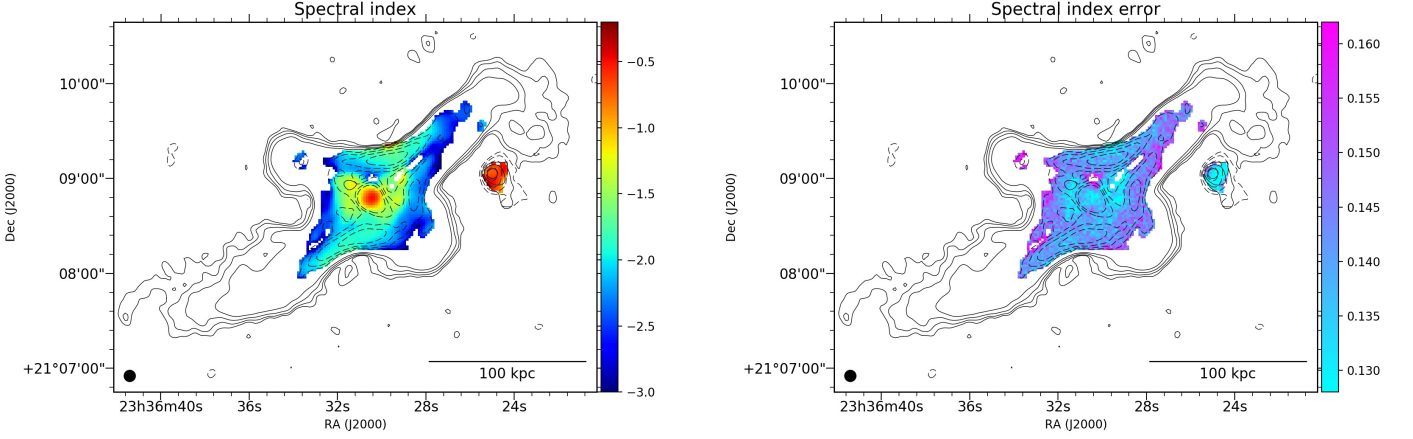 Spectral index
Dec (J2000)
10'00"
09'00"
08'00"
+21°07'00"
23h36m40s 36s 32s 28s 24s
RA (J2000)
100 kpc
−0.5
−1.0
−1.5
−2.0
−2.5
−3.0
Spectral index error
Dec (J2000)
10'00"
09'00"
08'00"
+21°07'00"
23h36m40s 36s 32s 28s 24s
RA (J2000)
100 kpc
0.160
0.155
0.150
0.145
0.140
0.135
0.130